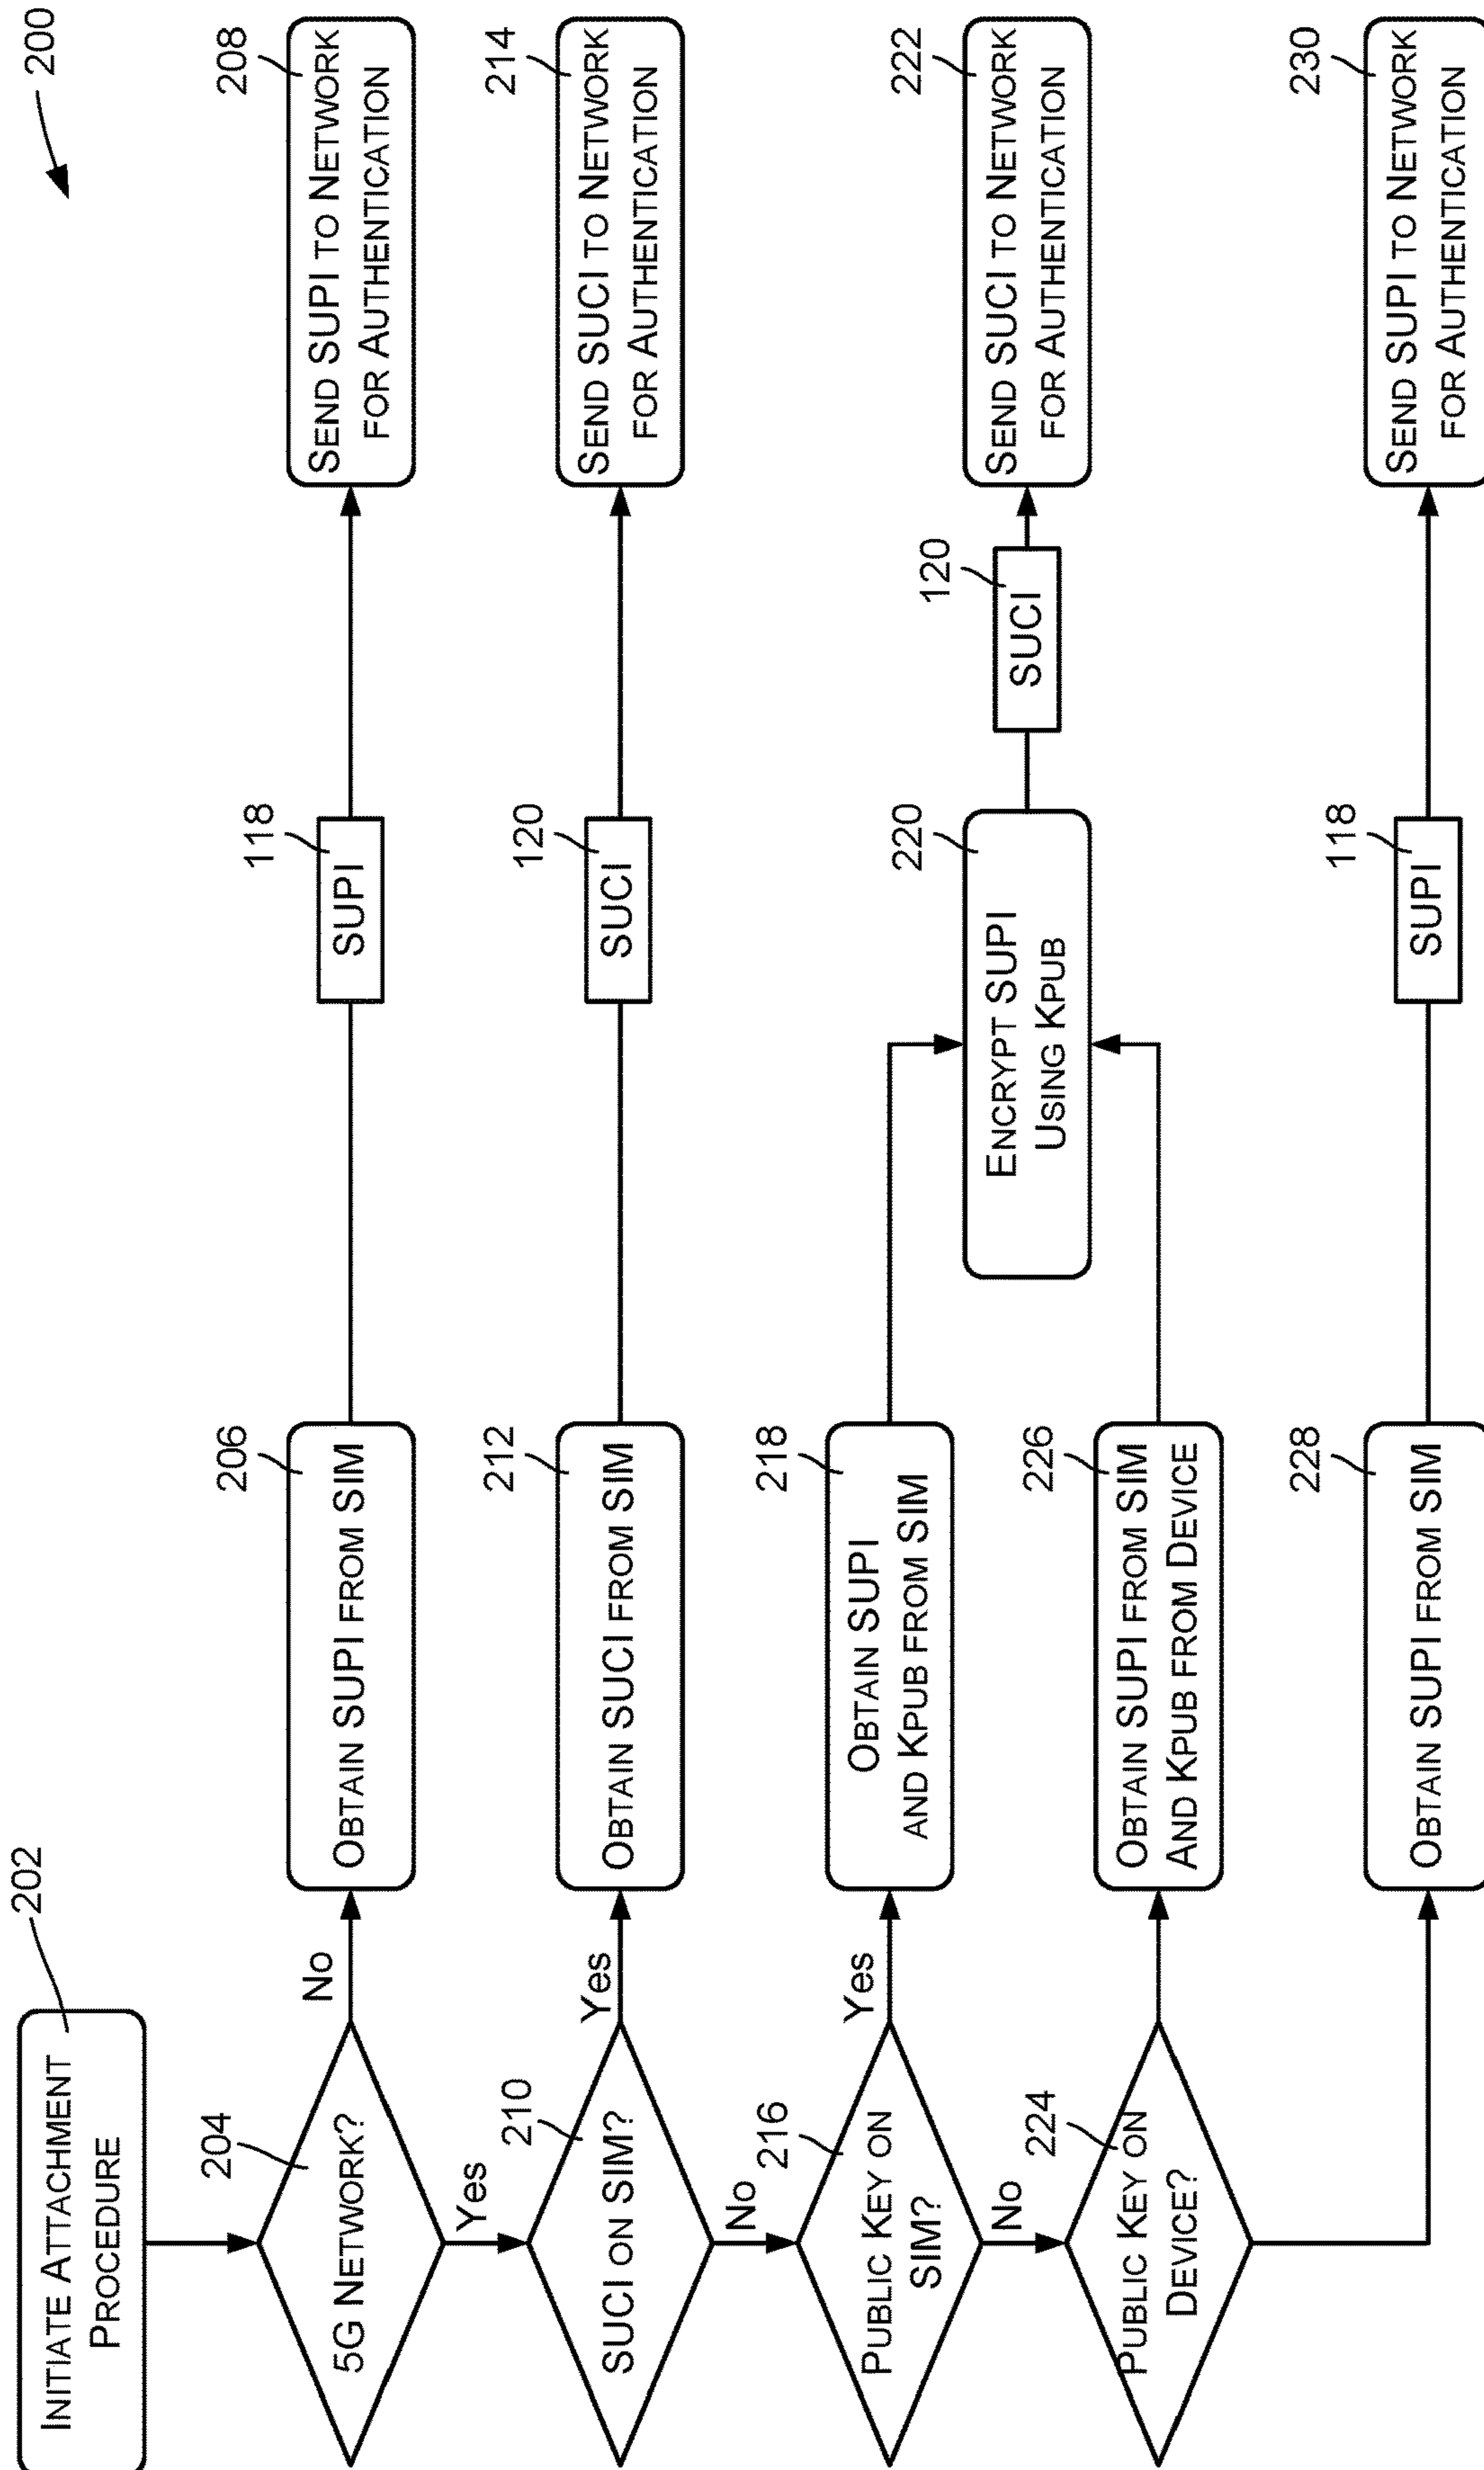 200
INITIATE ATTACHMENT
PROCEDURE
202
5G NETWORK?
204
No
Yes
OBTAIN SUPI FROM SIM
206
SUPI
118
SEND SUPI TO NETWORK
FOR AUTHENTICATION
208
SUCI ON SIM?
210
Yes
No
OBTAIN SUCI FROM SIM
212
SUCI
120
SEND SUCI TO NETWORK
FOR AUTHENTICATION
214
PUBLIC KEY ON
SIM?
216
Yes
No
OBTAIN SUPI
AND KPUB FROM SIM
218
ENCRYPT SUPI
USING KPUB
220
SUCI
120
SEND SUCI TO NETWORK
FOR AUTHENTICATION
222
PUBLIC KEY ON
DEVICE?
224
OBTAIN SUPI FROM SIM
AND KPUB FROM DEVICE
226
OBTAIN SUPI FROM SIM
228
SUPI
118
SEND SUPI TO NETWORK
FOR AUTHENTICATION
230